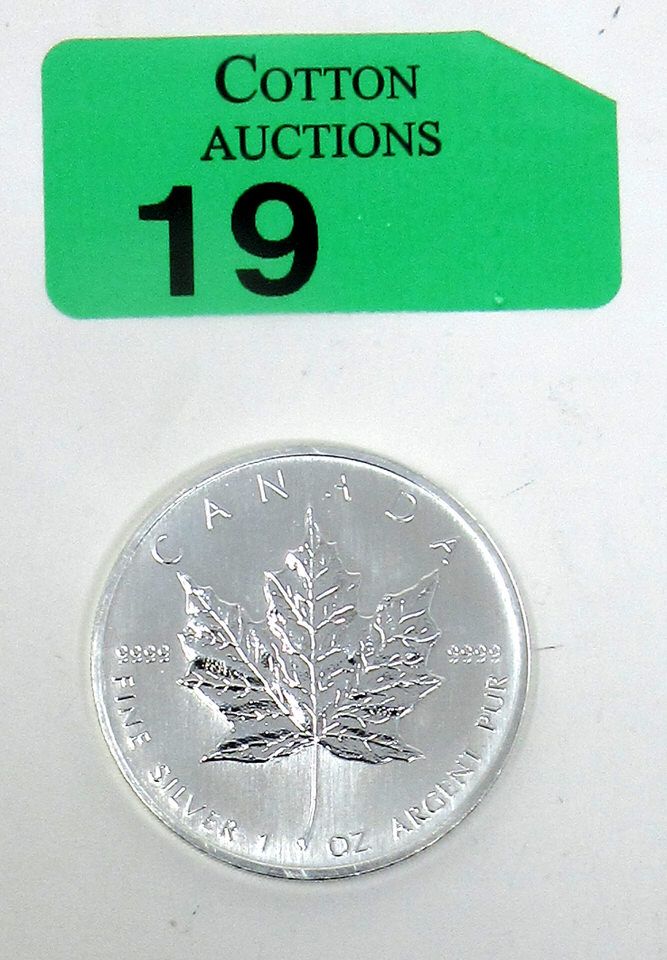 COTTON
AUCTIONS
19
CANADA
9999 9999
FINE SILVER 1 OZ ARGENT PUR